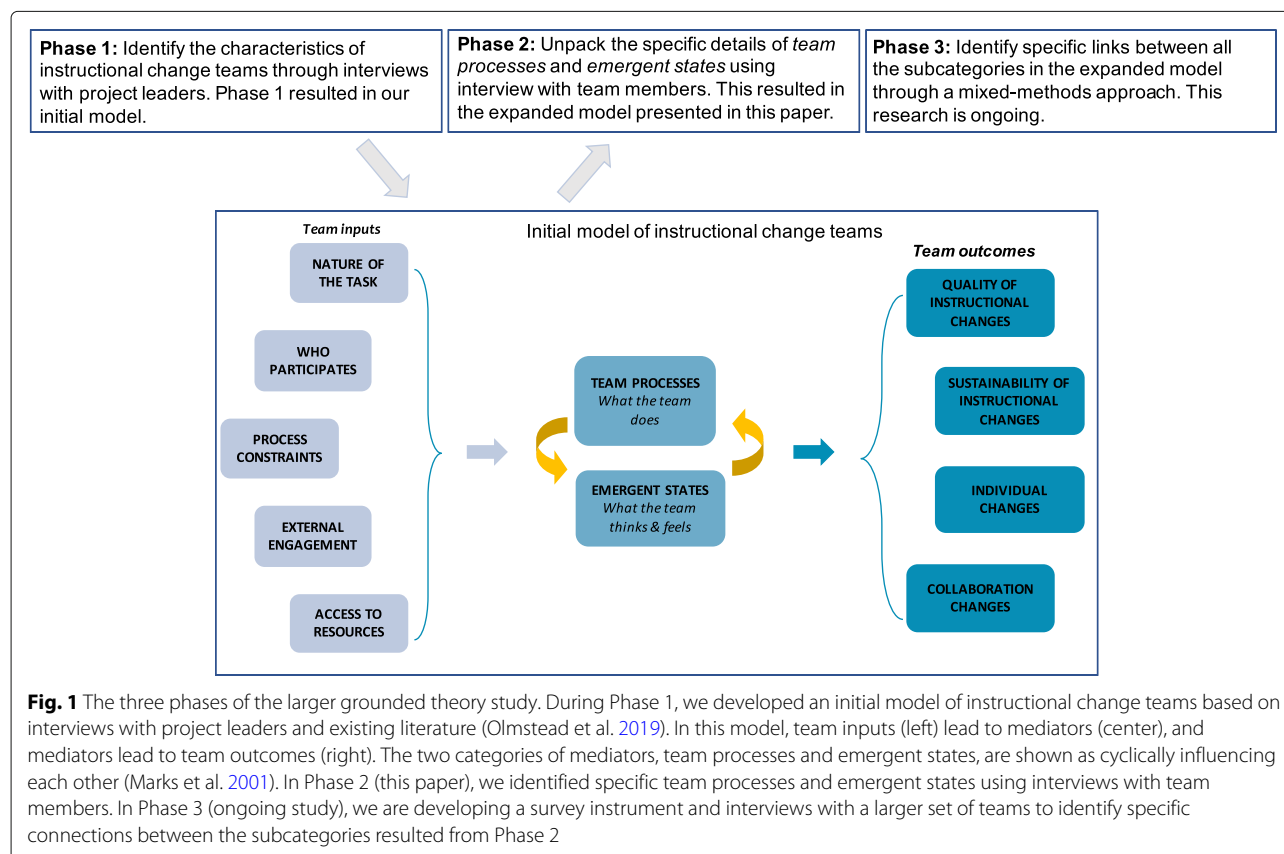 Phase 1: Identify the characteristics of
instructional change teams through interviews
with project leaders. Phase 1 resulted in our
initial model.
Phase 2: Unpack the specific details of team
processes and emergent states using
interview with team members. This resulted in
the expanded model presented in this paper.
Phase 3: Identify specific links between all
the subcategories in the expanded model
through a mixed-methods approach. This
research is ongoing.
Initial model of instructional change teams
Team inputs
NATURE OF
THE TASK
WHO
PARTICIPATES
PROCESS
CONSTRAINTS
EXTERNAL
ENGAGEMENT
ACCESS TO
RESOURCES
TEAM PROCESSES
What the team
does
EMERGENT STATES
What the team
thinks & feels
Team outcomes
QUALITY OF
INSTRUCTIONAL
CHANGES
SUSTAINABILITY OF
INSTRUCTIONAL
CHANGES
INDIVIDUAL
CHANGES
COLLABORATION
CHANGES
Fig. 1 The three phases of the larger grounded theory study. During Phase 1, we developed an initial model of instructional change teams based on
interviews with project leaders and existing literature (Olmstead et al. 2019). In this model, team inputs (left) lead to mediators (center), and
mediators lead to team outcomes (right). The two categories of mediators, team processes and emergent states, are shown as cyclically influencing
each other (Marks et al. 2001). In Phase 2 (this paper), we identified specific team processes and emergent states using interviews with team
members. In Phase 3 (ongoing study), we are developing a survey instrument and interviews with a larger set of teams to identify specific
connections between the subcategories resulted from Phase 2